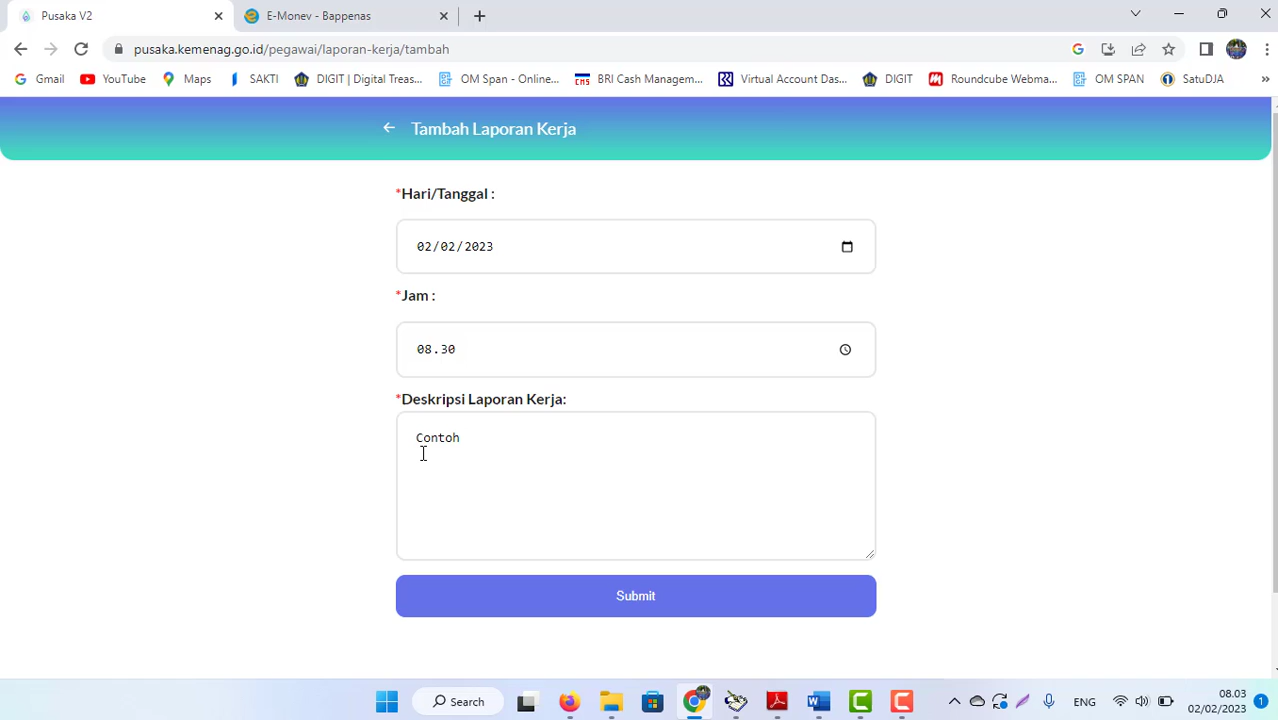 Pusaka V2
E-Monev - Bappenas
pusaka.kemenag.go.id/pegawai/laporan-kerja/tambah
Gmail
YouTube
Maps
SAKTI
DIGIT | Digital Treas...
OM Span - Online...
CMS
BRI Cash Managem...
Virtual Account Das...
DIGIT
Roundcube Webma...
OM SPAN
SatuDJA
Tambah Laporan Kerja
*Hari/Tanggal :
02/02/2023
*Jam :
08.30
*Deskripsi Laporan Kerja:
Contoh
Submit
Search
ENG
08.03
02/02/2023
1